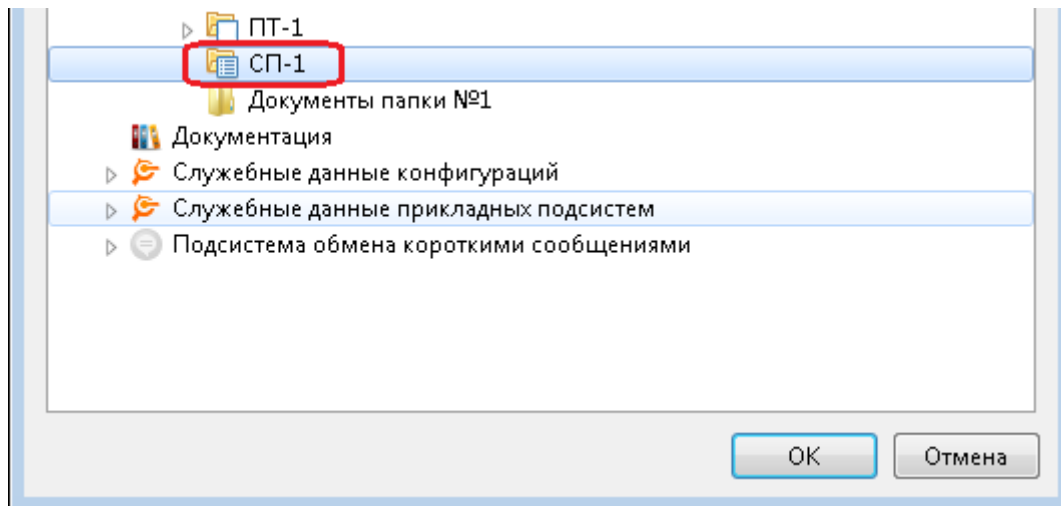 ПТ-1
СП-1
Документы папки №1
Документация
Служебные данные конфигураций
Служебные данные прикладных подсистем
Подсистема обмена короткими сообщениями
OK
Отмена